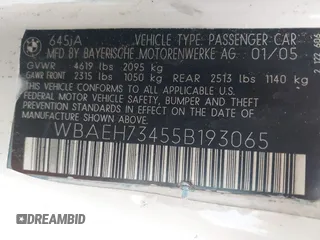 645iA VEHICLE TYPE: PASSENGER CAR
MFD BY BAYERISCHE MOTORENWERKE AG 01/05
GVWR 4619 lbs 2095 kg
GAWR FRONT 2315 lbs 1050 kg REAR 2513 lbs 1140 kg
WBAEH73455B193065
THIS VEHICLE CONFORMS TO ALL APPLICABLE
FEDERAL MOTOR VEHICLE SAFETY, BUMPER,
AND THEFT PREVENTION STANDARDS
IN EFFECT ON THE DATE OF
MANUFACTURE SHOWN ABOVE.
DREAMBID